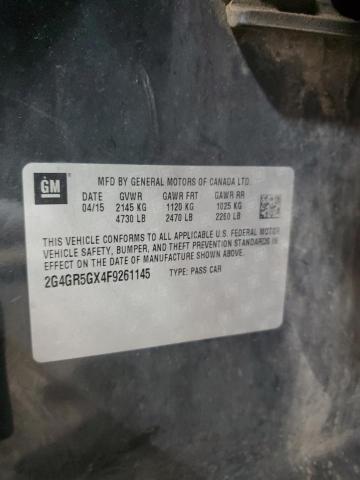 GM
MFD BY GENERAL MOTORS OF CANADA LTD.
DATE GVWR GAWR FRT GAWR RR
04/15 2145 KG 1120 KG 1025 KG
4730 LB 2470 LB 2260 LB
THIS VEHICLE CONFORMS TO ALL APPLICABLE U.S. FEDERAL MOTOR
VEHICLE SAFETY, BUMPER, AND THEFT PREVENTION STANDARDS IN
EFFECT ON THE DATE OF MANUFACTURE SHOWN ABOVE.
2G4GR5GX4F9261145 TYPE: PASS CAR